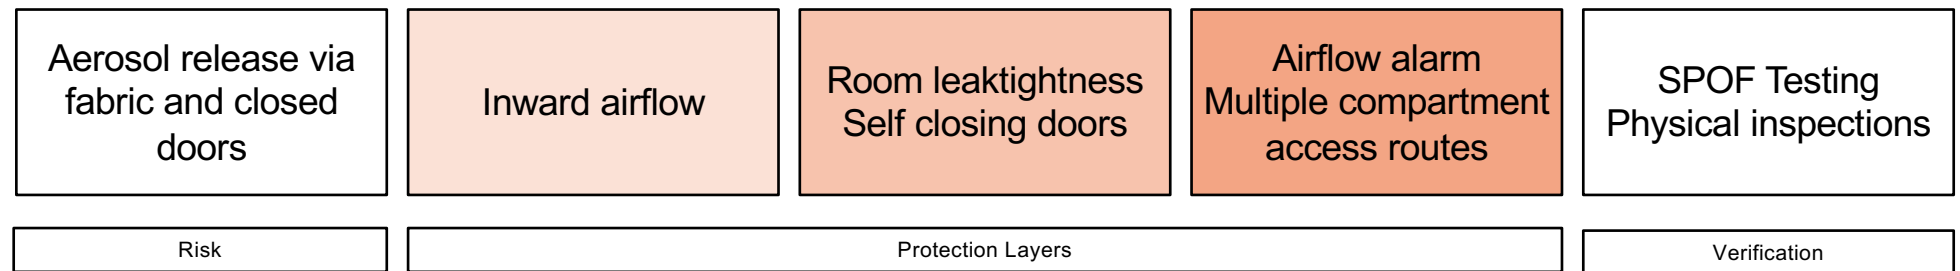 Aerosol release via
fabric and closed
doors
Inward airflow
Room leaktightness
Self closing doors
Airflow alarm
Multiple compartment
access routes
SPOF Testing
Physical inspections
Risk
Protection Layers
Verification